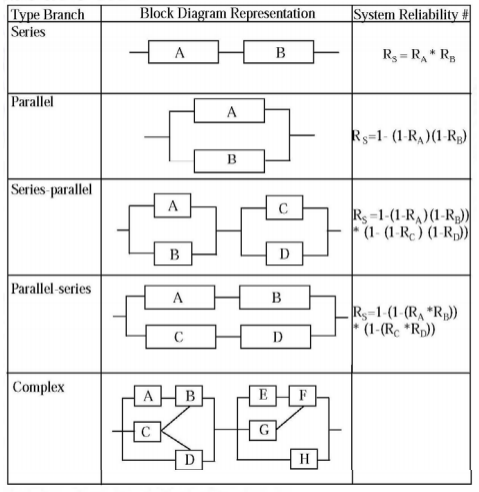 Type Branch Block Diagram Representation System Reliability #
Series
A B
R_S = R_A * R_B
Parallel
A
B
R_S=1- (1-R_A)(1-R_B)
Series-parallel
A C
B D
R_S=1-(1-R_A)(1-R_B))
* (1- (1-R_C) (1-R_D))
Parallel-series
A B
C D
R_S=1-(1-(R_A *R_B))
* (1-(R_C *R_D))
Complex
A B E F
C G
D H